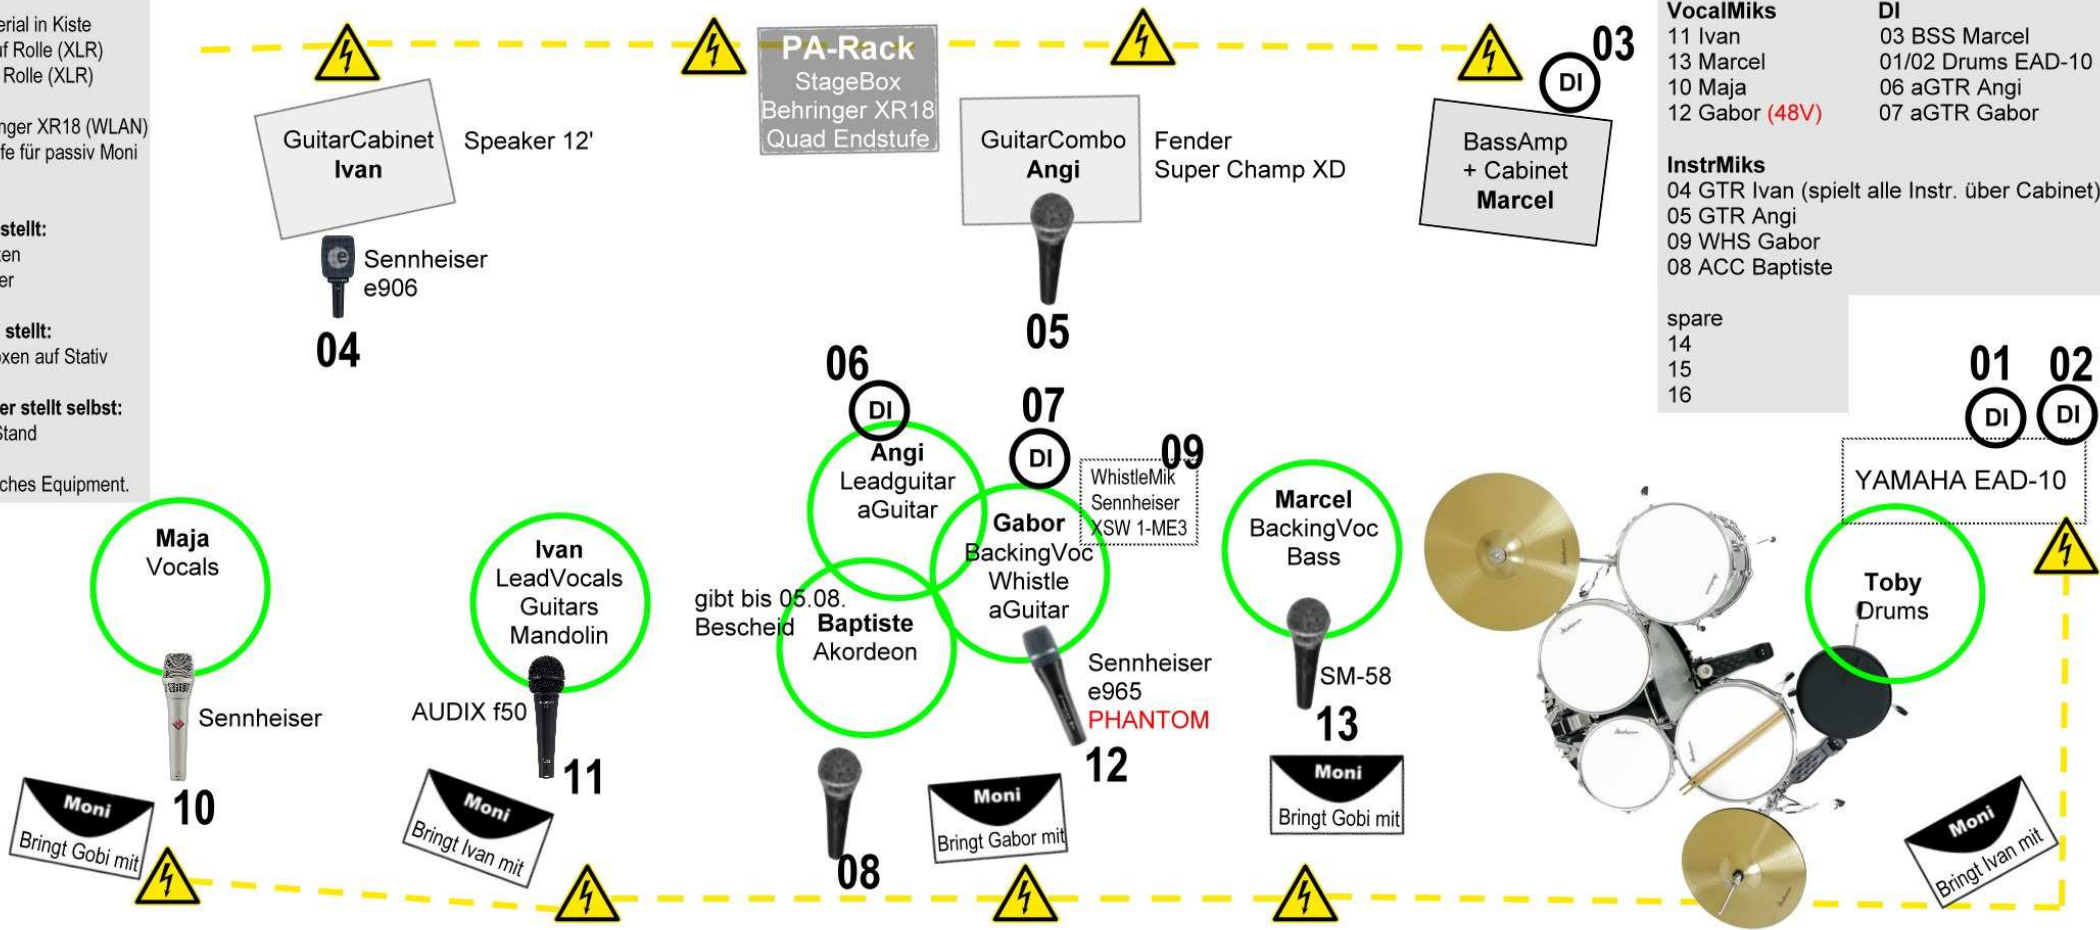 erial in Kiste
uf Rolle (XLR)
Rolle (XLR)
nger XR18 (WLAN)
fe für passiv Moni
stellt:
ken
er
stellt:
oxen auf Stativ
er stellt selbst:
Stand
ches Equipment.
GuitarCabinet
Ivan
Speaker 12'
Sennheiser
e906
04
PA-Rack
StageBox
Behringer XR18
Quad Endstufe
GuitarCombo
Angi
Fender
Super Champ XD
05
03
DI
BassAmp
+ Cabinet
Marcel
VocalMiks
11 Ivan
13 Marcel
10 Maja
12 Gabor (48V)
DI
03 BSS Marcel
01/02 Drums EAD-10
06 aGTR Angi
07 aGTR Gabor
InstrMiks
04 GTR Ivan (spielt alle Instr. über Cabinet)
05 GTR Angi
09 WHS Gabor
08 ACC Baptiste
spare
14
15
16
01 02
DI DI
YAMAHA EAD-10
Toby
Drums
06
DI
Angi
Leadguitar
aGuitar
07
DI
09
WhistleMik
Sennheiser
XSW 1-ME3
Gabor
BackingVoc
Whistle
aGuitar
gibt bis 05.08.
Bescheid
Baptiste
Akordeon
Marcel
BackingVoc
Bass
Maja
Vocals
Ivan
LeadVocals
Guitars
Mandolin
Sennheiser
10
AUDIX f50
11
08
Sennheiser
e965
PHANTOM
12
SM-58
13
Moni
Bringt Gobi mit
Moni
Bringt Ivan mit
Moni
Bringt Gabor mit
Moni
Bringt Gobi mit
Moni
Bringt Ivan mit